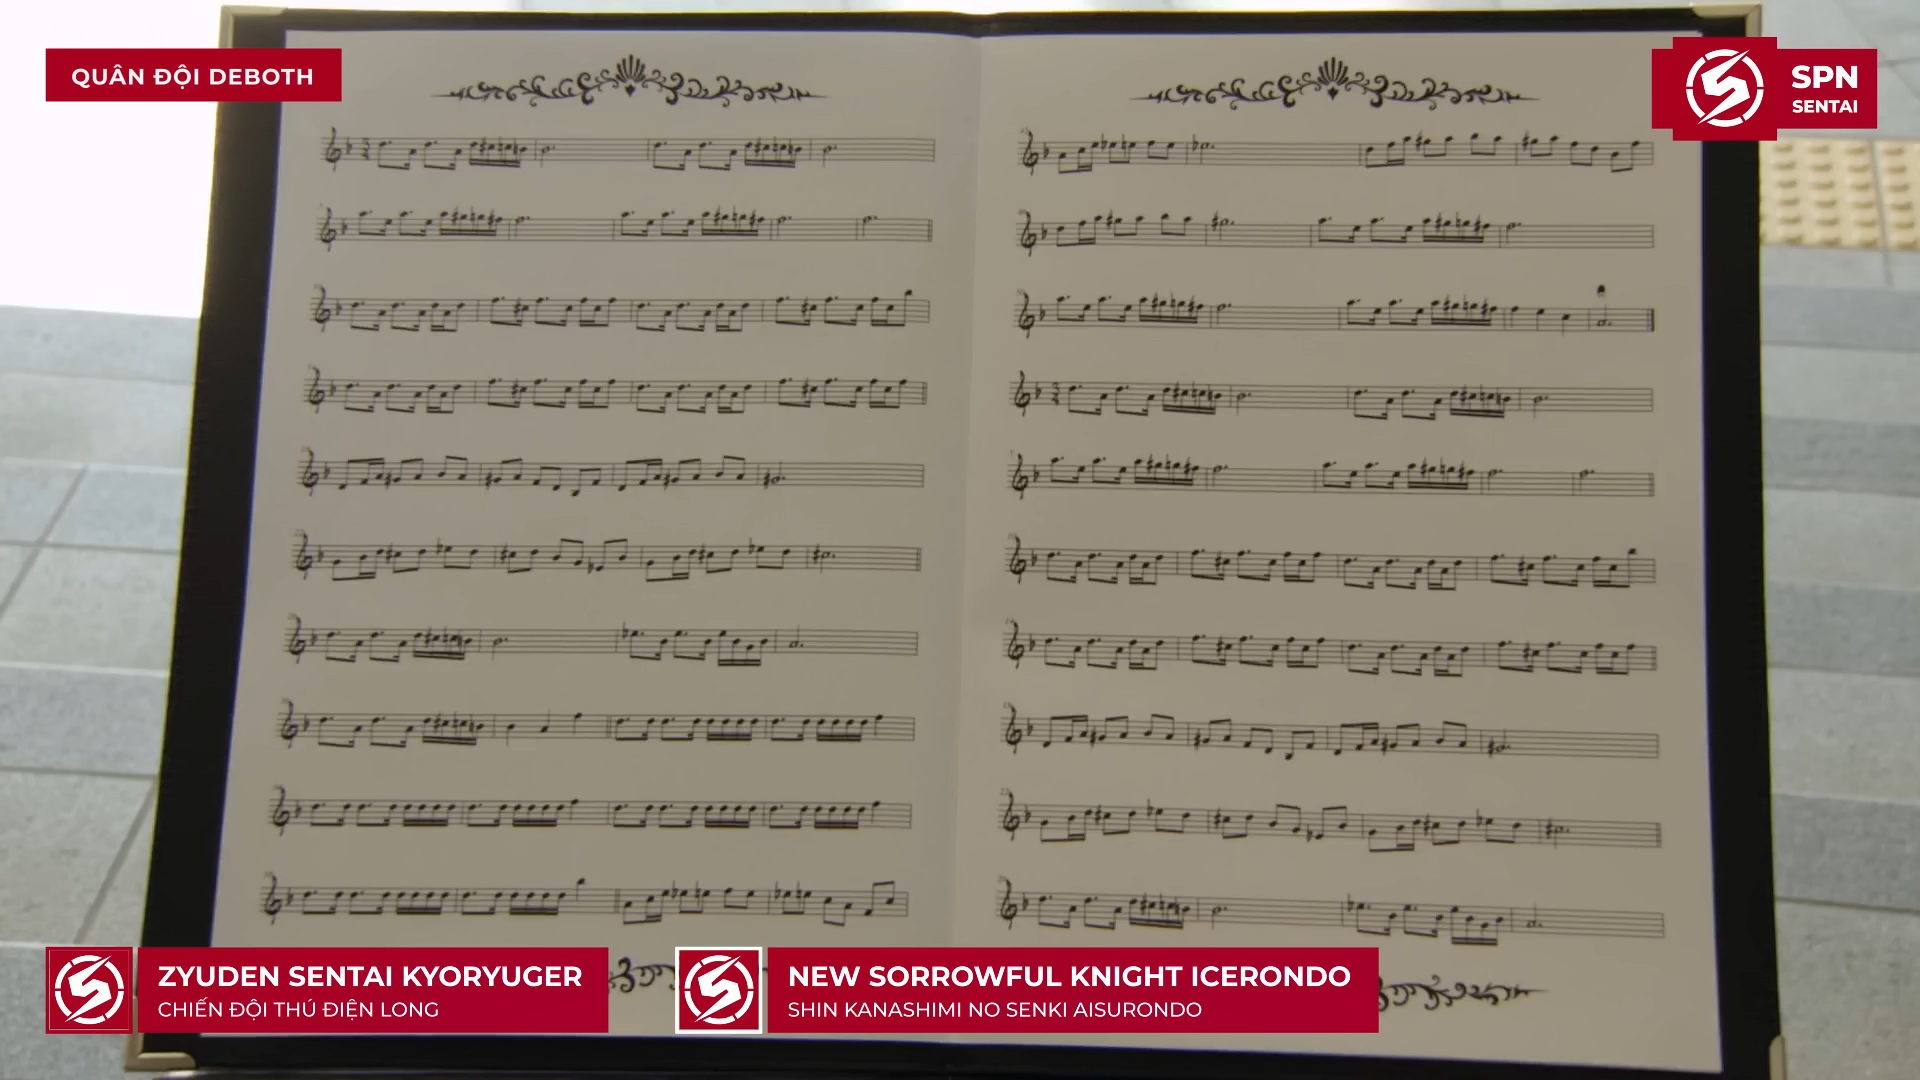 QUÂN ĐỘI DEBOTH
SPN
SENTAI
ZYUDEN SENTAI KYORYUGER
CHIẾN ĐỘI THÚ ĐIỆN LONG
NEW SORROWFUL KNIGHT ICERONDO
SHIN KANASHIMI NO SENKI AISURONDO